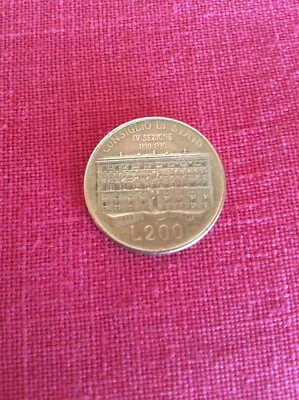 CONSIGLIO DI STATO
IV SEZIONE
1890-1990
L.200